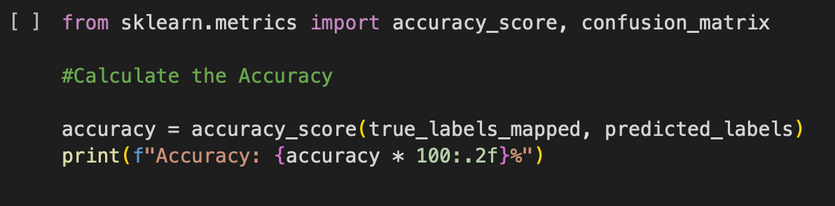 [ ] from sklearn.metrics import accuracy_score, confusion_matrix
#Calculate the Accuracy
accuracy = accuracy_score(true_labels_mapped, predicted_labels)
print(f"Accuracy: {accuracy * 100:.2f}%")